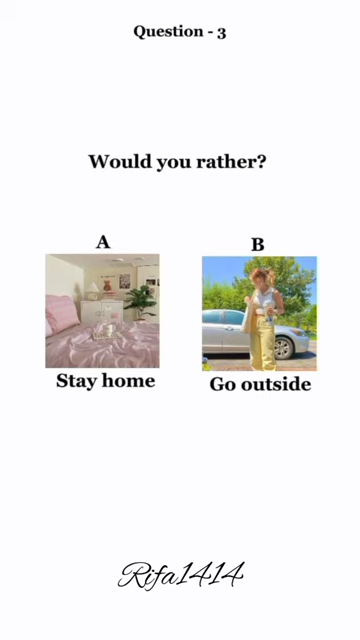 Question - 3
Would you rather?
A
B
Stay home
Go outside
Rifa1414